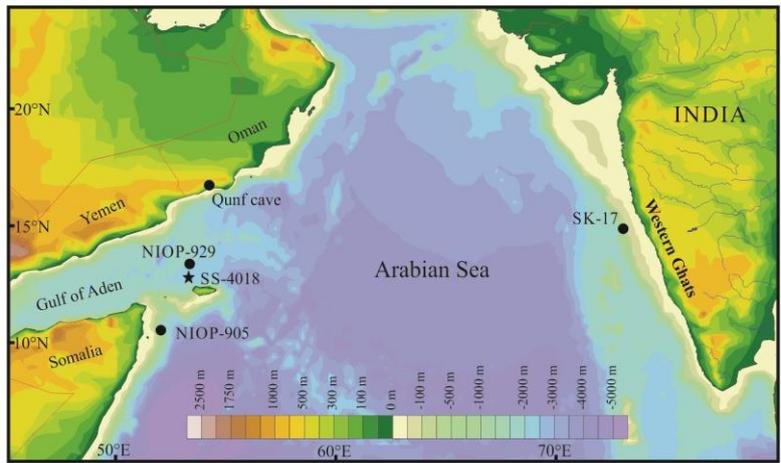 20°N
15°N
10°N
Oman
INDIA
Qunf cave
Yemen
SK-17
Western Ghats
NIOP-929
SS-4018
Arabian Sea
Gulf of Aden
NIOP-905
Somalia
2500 m
1750 m
1000 m
500 m
300 m
100 m
0 m
-100 m
-500 m
-1000 m
-2000 m
-3000 m
-4000 m
-5000 m
50°E
60°E
70°E